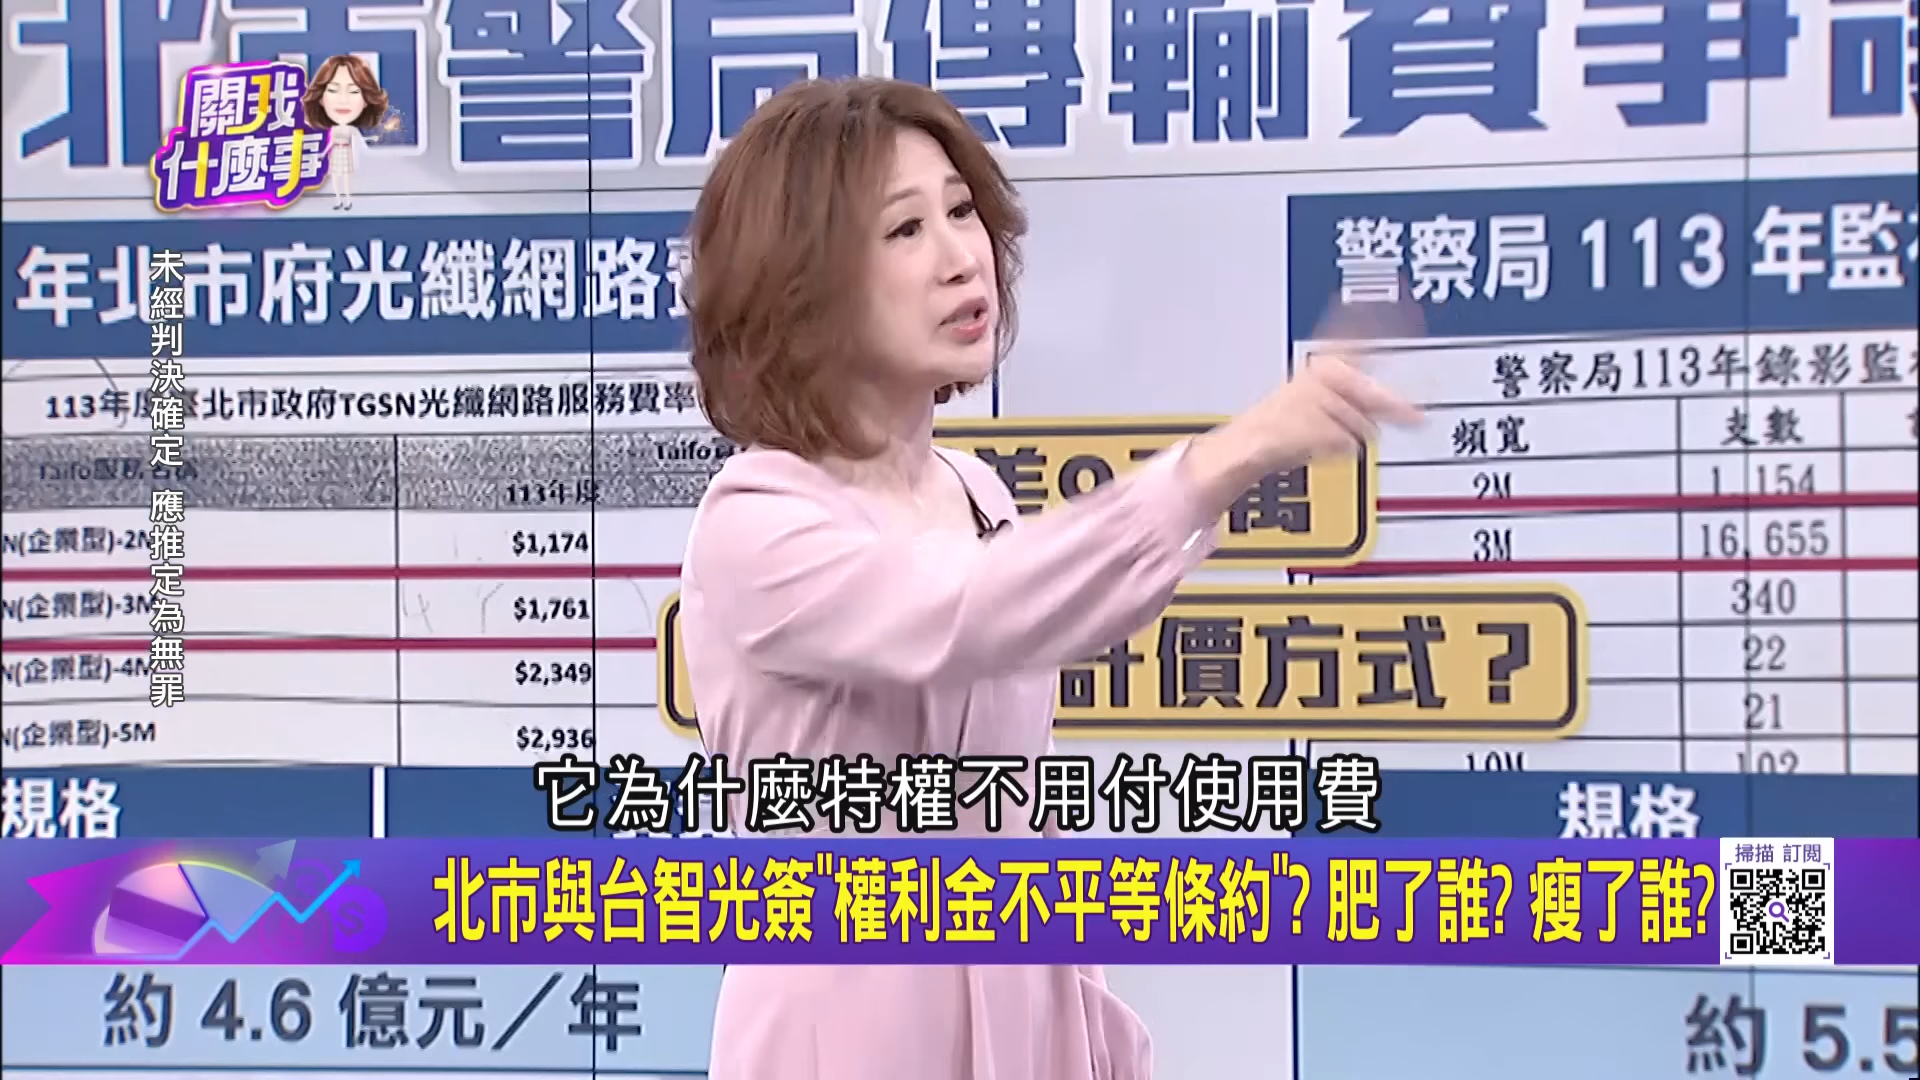 北市警局傳輸費爭
關我
什麼事
未經判決確定 應推定為無罪
年北市府光纖網路
警察局 113 年監
113年度臺北市政府TGSN光纖網路服務費率
警察局113年錄影監
Taifo
113年度
頻寬
支數
2M
1,154
N(企業型)-2M
$1,174
3M
16,655
N(企業型)-3M
$1,761
340
N(企業型)-4M
$2,349
22
N(企業型)-5M
$2,936
21
10M
102
萬
計價方式？
規格
規格
它為什麼特權不用付使用費
北市與台智光簽"權利金不平等條約"? 肥了誰? 瘦了誰?
掃描 訂閱
約 4.6 億元／年
約 5.5